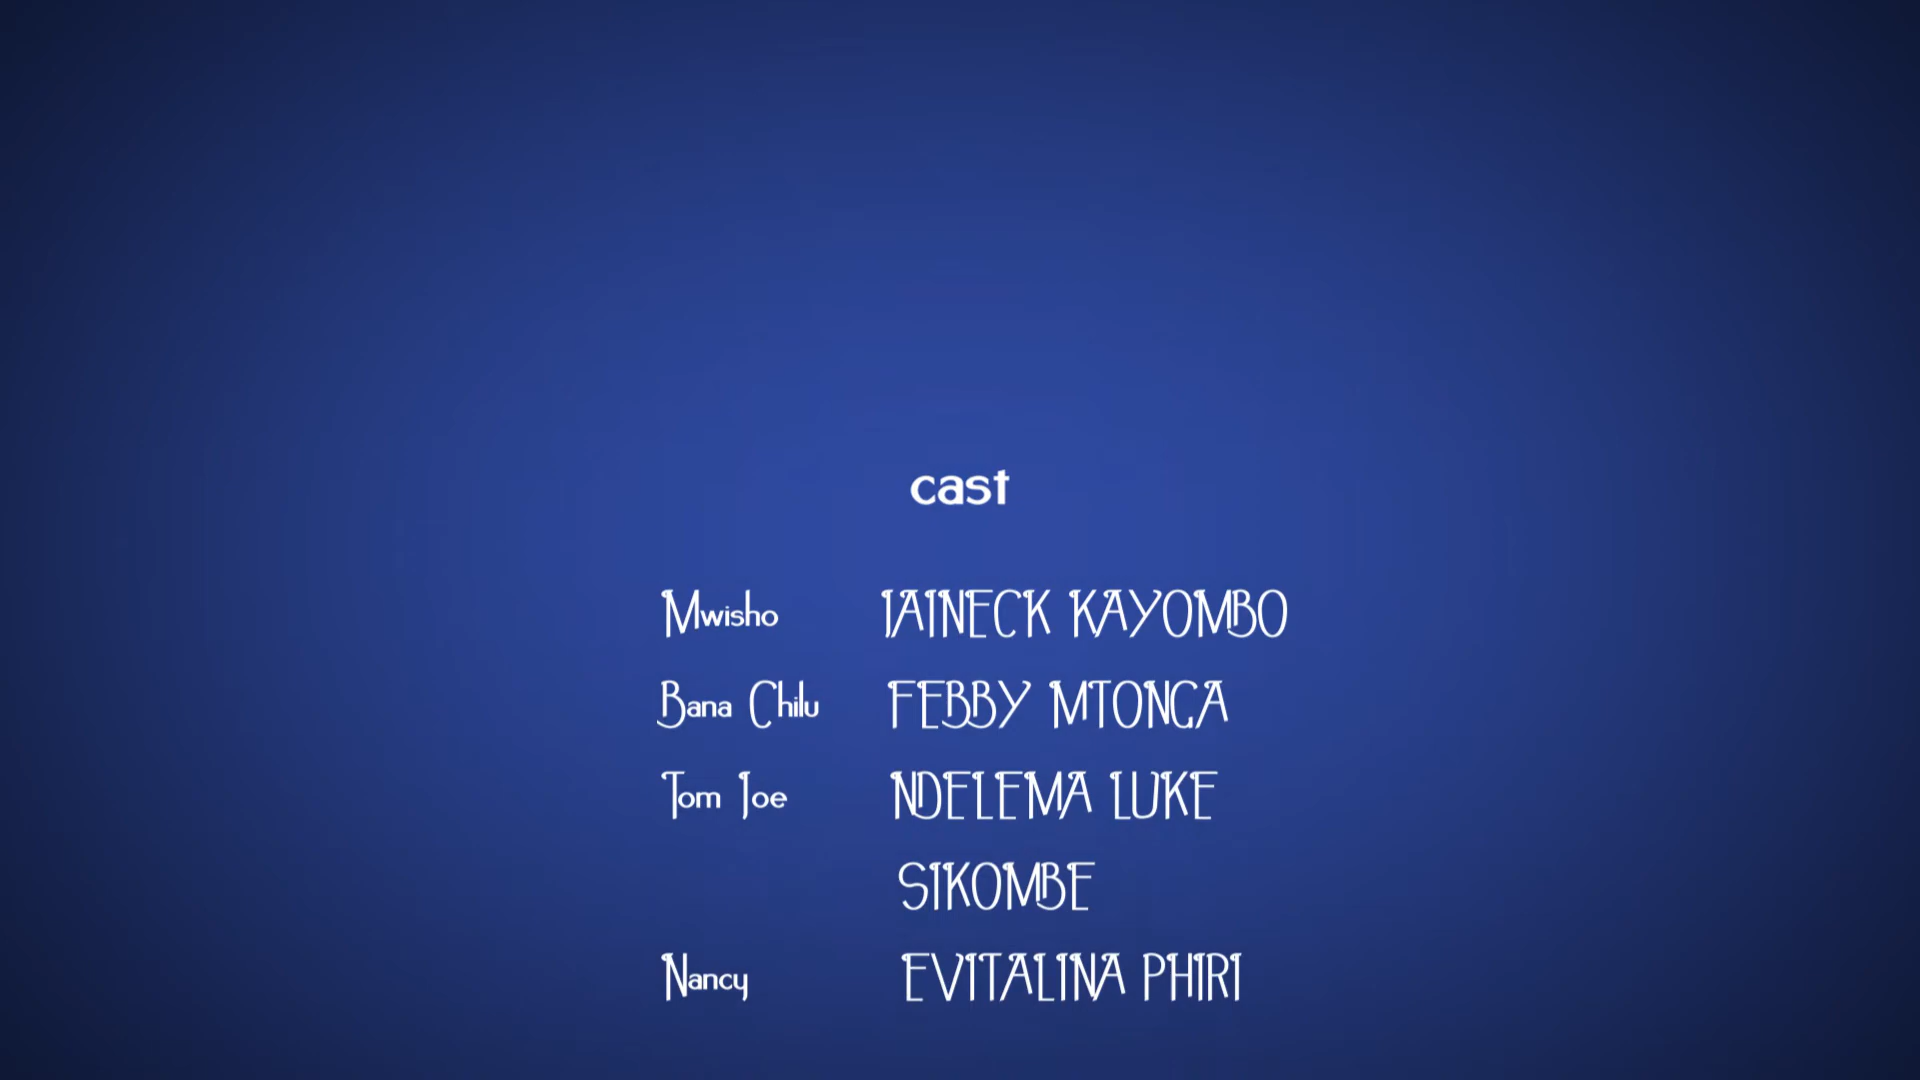 cast
Mwisho JAINECK KAYOMBO
Bana Chilu FEBBY MTONGA
Tom Joe NDELEMA LUKE
SIKOMBE
Nancy EVITALINA PHIRI